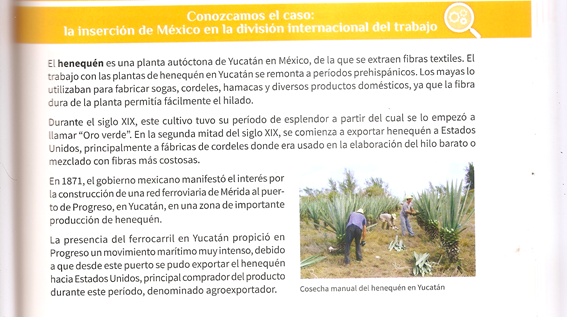 Conozcamos el caso:
la inserción de México en la división internacional del trabajo
El henequén es una planta autóctona de Yucatán en México, de la que se extraen fibras textiles. El
trabajo con las plantas de henequén en Yucatán se remonta a periodos prehispánicos. Los mayas lo
utilizaban para fabricar sogas, cordeles, hamacas y diversos productos domésticos, ya que la fibra
dura de la planta permitía fácilmente el hilado.
Durante el siglo XIX, este cultivo tuvo su periodo de esplendor a partir del cual se lo empezó a
llamar “Oro verde”. En la segunda mitad del siglo XIX, se comienza a exportar henequén a Estados
Unidos, principalmente a fábricas de cordeles donde era usado en la elaboración del hilo barato o
mezclado con fibras más costosas.
En 1871, el gobierno mexicano manifestó el interés por
la construcción de una red ferroviaria de Mérida al puer-
to de Progreso, en Yucatán, en una zona de importante
producción de henequén.
La presencia del ferrocarril en Yucatán propició en
Progreso un movimiento marítimo muy intenso, debido
a que desde este puerto se pudo exportar el henequén
hacia Estados Unidos, principal comprador del producto
durante este período, denominado agroexportador.
Cosecha manual del henequén en Yucatán